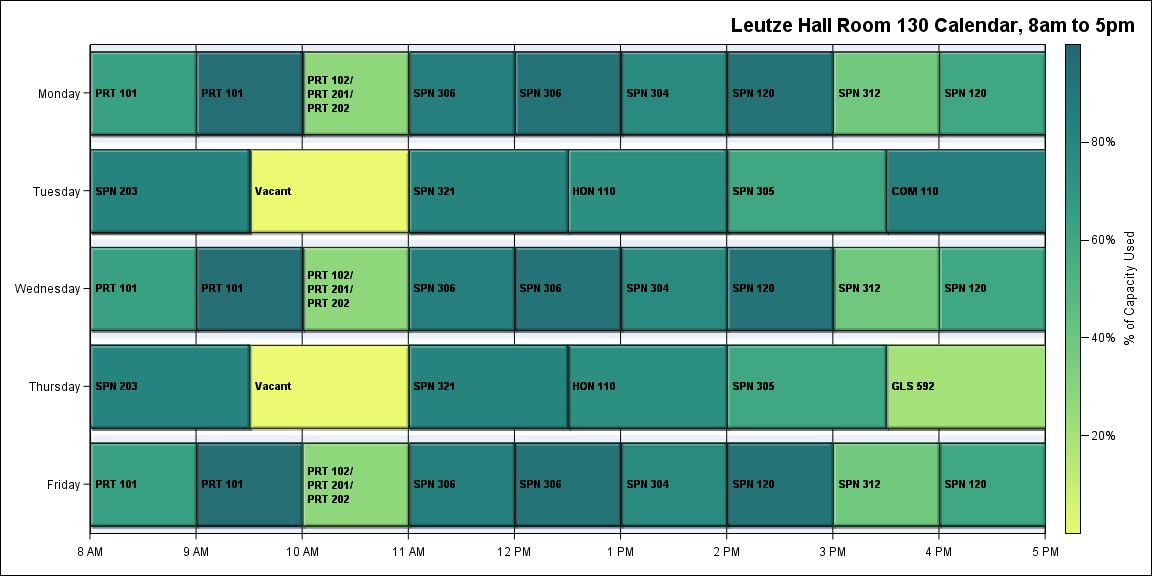 Leutze Hall Room 130 Calendar, 8am to 5pm
Monday
PRT 101
PRT 101
PRT 102/
PRT 201/
PRT 202
SPN 306
SPN 306
SPN 304
SPN 120
SPN 312
SPN 120
Tuesday
SPN 203
Vacant
SPN 321
HON 110
SPN 305
COM 110
Wednesday
PRT 101
PRT 101
PRT 102/
PRT 201/
PRT 202
SPN 306
SPN 306
SPN 304
SPN 120
SPN 312
SPN 120
Thursday
SPN 203
Vacant
SPN 321
HON 110
SPN 305
GLS 592
Friday
PRT 101
PRT 101
PRT 102/
PRT 201/
PRT 202
SPN 306
SPN 306
SPN 304
SPN 120
SPN 312
SPN 120
8 AM
9 AM
10 AM
11 AM
12 PM
1 PM
2 PM
3 PM
4 PM
5 PM
80%
60%
40%
20%
% of Capacity Used